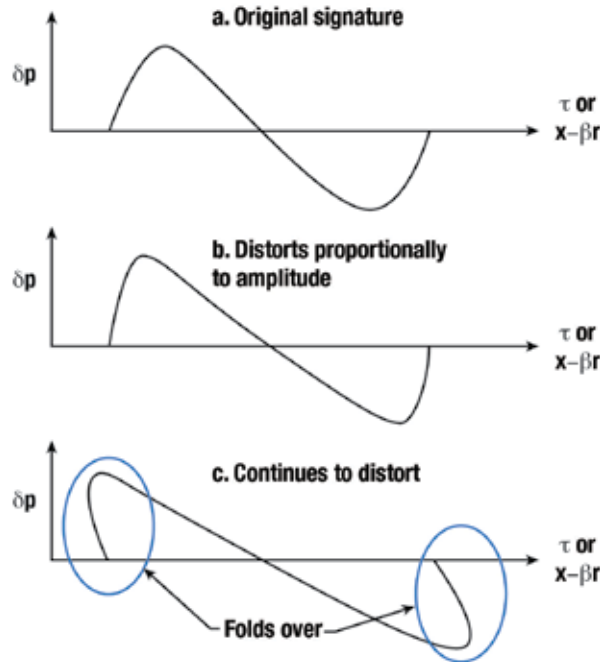 a. Original signature
δp
τ or
x–βr
b. Distorts proportionally
to amplitude
δp
τ or
x–βr
c. Continues to distort
δp
τ or
x–βr
Folds over